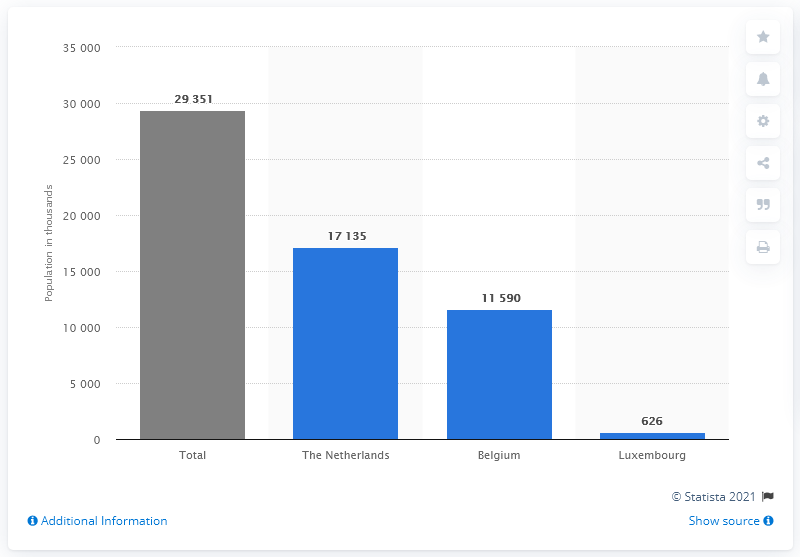 35 000
30 000
25 000
20 000
15 000
10 000
5 000
0
Population in thousands
29 351
17 135
11 590
626
Total
The Netherlands
Belgium
Luxembourg
© Statista 2021
Additional Information
Show source